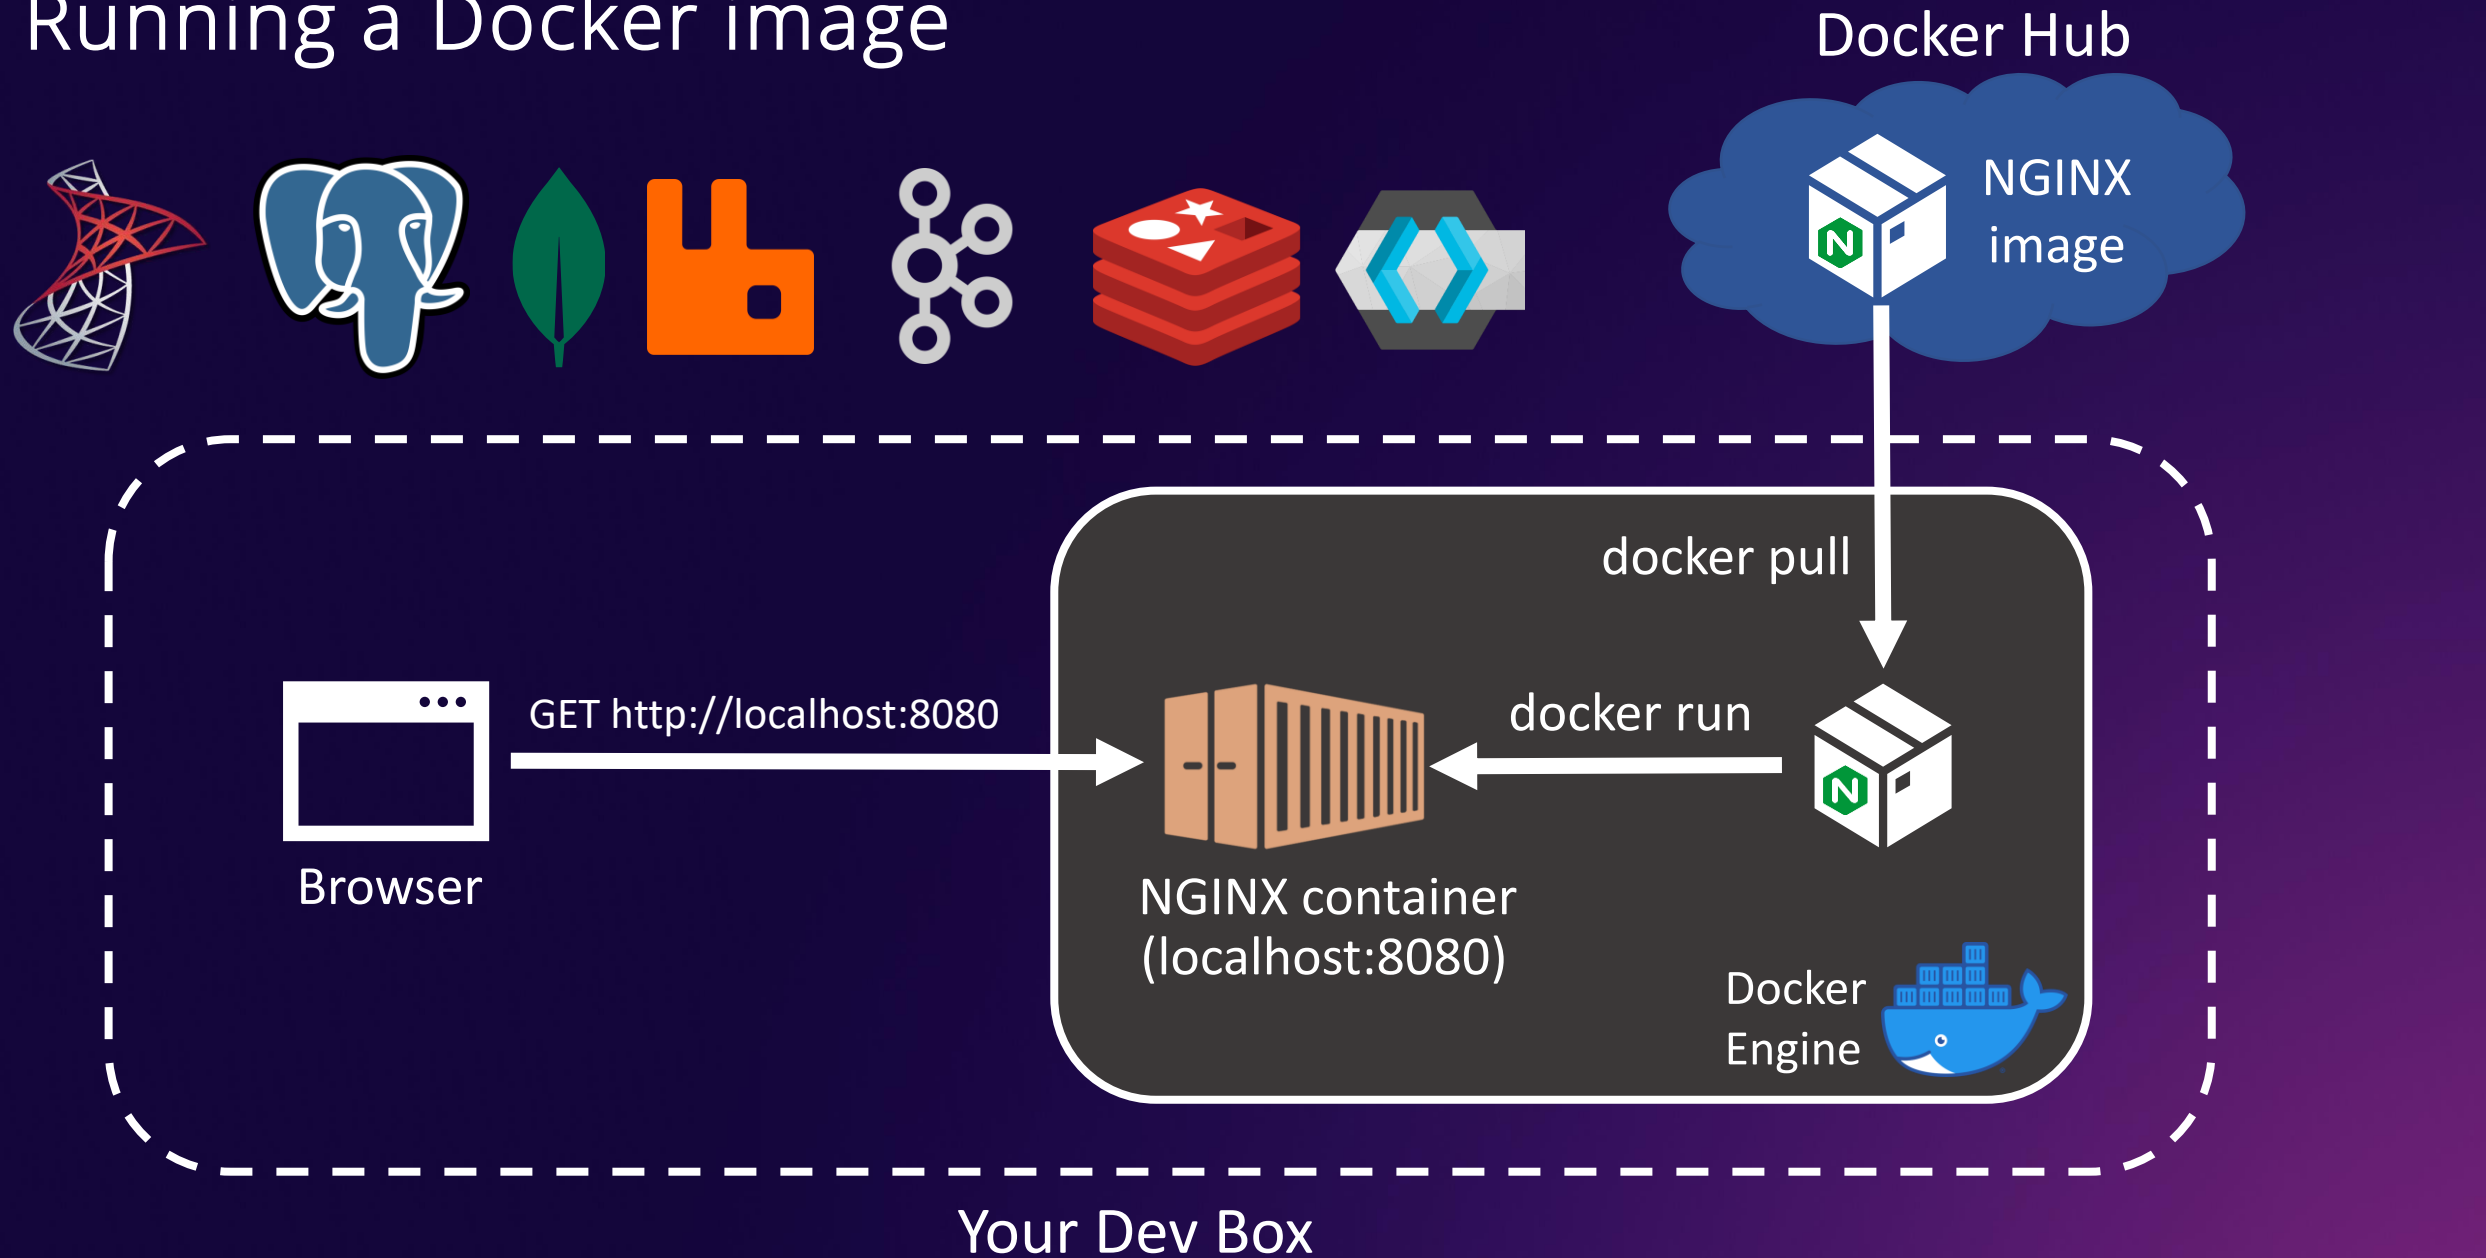 Running a Docker image
Docker Hub
NGINX
image
docker pull
GET http://localhost:8080
docker run
Browser
NGINX container
(localhost:8080)
Docker
Engine
Your Dev Box